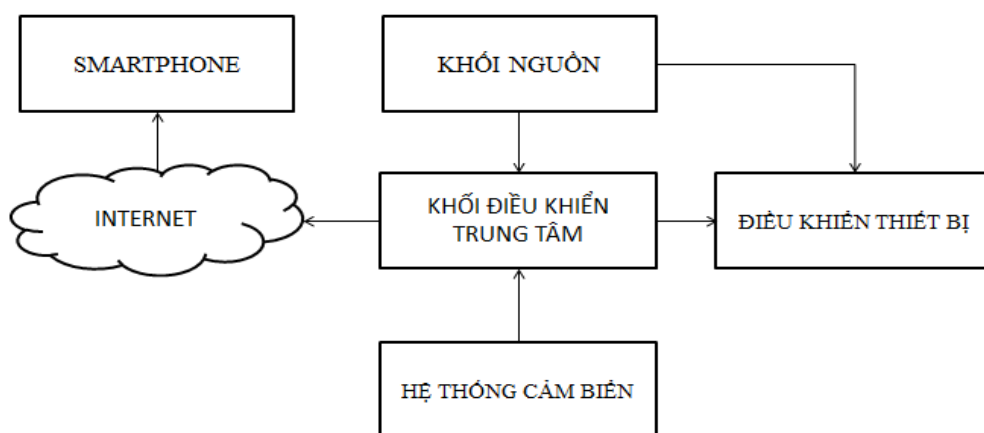 SMARTPHONE
KHỐI NGUỒN
INTERNET
KHỐI ĐIỀU KHIỂN
TRUNG TÂM
ĐIỀU KHIỂN THIẾT BỊ
HỆ THỐNG CẢM BIẾN